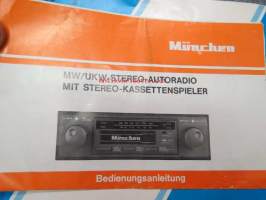 München
MW/UKW-STEREO-AUTORADIO
MIT STEREO-KASSETTENSPIELER
München
Bedienungsanleitung